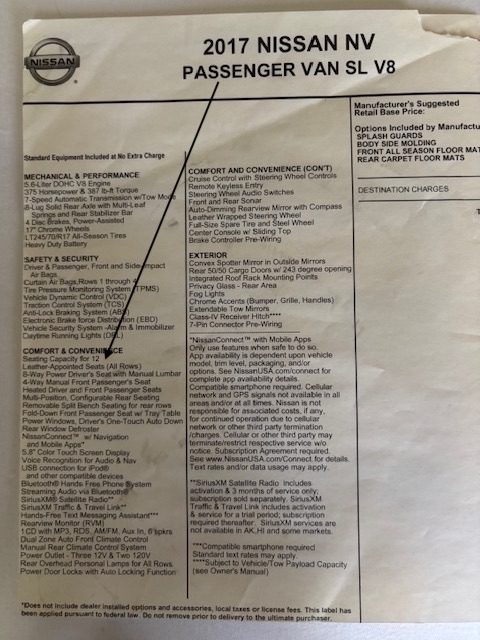 NISSAN
2017 NISSAN NV
PASSENGER VAN SL V8
Standard Equipment Included at No Extra Charge
MECHANICAL & PERFORMANCE
5.6-Liter DOHC V8 Engine
375 Horsepower & 387 lb-ft Torque
7-Speed Automatic Transmission w/Tow Mode
8-Lug Solid Rear Axle with Multi-Leaf
Springs and Rear Stabilizer Bar
4 Disc Brakes, Power-Assisted
17" Chrome Wheels
LT245/70/R17 All-Season Tires
Heavy Duty Battery
SAFETY & SECURITY
Driver & Passenger, Front and Side-Impact
Air Bags
Curtain Air Bags,Rows 1 through 4
Tire Pressure Monitoring System (TPMS)
Vehicle Dynamic Control (VDC)
Traction Control System (TCS)
Anti-Lock Braking System (ABS)
Electronic Brake force Distribution (EBD)
Vehicle Security System -Alarm & Immobilizer
Daytime Running Lights (DRL)
COMFORT & CONVENIENCE
Seating Capacity for 12
Leather-Appointed Seats (All Rows)
8-Way Power Driver's Seat with Manual Lumbar
4-Way Manual Front Passenger's Seat
Heated Driver and Front Passenger Seats
Multi-Position, Configurable Rear Seating
Removable Split Bench Seating for rear rows
Fold-Down Front Passenger Seat w/ Tray Table
Power Windows, Driver's One-Touch Auto Down
Rear Window Defroster
NissanConnect™ w/ Navigation
and Mobile Apps*
5.8" Color Touch Screen Display
Voice Recognition for Audio & Nav
USB connection for iPod®
and other compatible devices
Bluetooth® Hands Free Phone System
Streaming Audio via Bluetooth®
SiriusXM® Satellite Radio**
SiriusXM Traffic & Travel Link**
Hands-Free Text Messaging Assistant***
Rearview Monitor (RVM)
1 CD with MP3, RDS, AM/FM, Aux In, 6 spkrs
Dual Zone Auto Front Climate Control
Manual Rear Climate Control System
Power Outlet - Three 12V & Two 120V
Rear Overhead Personal Lamps for All Rows
Power Door Locks with Auto Locking Function
COMFORT AND CONVENIENCE (CON'T)
Cruise Control with Steering Wheel Controls
Remote Keyless Entry
Steering Wheel Audio Switches
Front and Rear Sonar
Auto-Dimming Rearview Mirror with Compass
Leather Wrapped Steering Wheel
Full-Size Spare Tire and Steel Wheel
Center Console w/ Sliding Top
Brake Controller Pre-Wiring
EXTERIOR
Convex Spotter Mirror in Outside Mirrors
Rear 50/50 Cargo Doors w/ 243 degree opening
Integrated Roof Rack Mounting Points
Privacy Glass - Rear Area
Fog Lights
Chrome Accents (Bumper, Grille, Handles)
Extendable Tow Mirrors
Class-IV Receiver Hitch****
7-Pin Connector Pre-Wiring
*NissanConnect™ with Mobile Apps
Only use features when safe to do so.
App availability is dependent upon vehicle
model, trim level, packaging, and/or
options. See NissanUSA.com/connect for
complete app availability details.
Compatible smartphone required. Cellular
network and GPS signals not available in all
areas and/or at all times. Nissan is not
responsible for associated costs, if any,
for continued operation due to cellular
network or other third party termination
/changes. Cellular or other third party may
terminate/restrict respective service w/o
notice. Subscription Agreement required.
See www.NissanUSA.com/Connect for details.
Text rates and/or data usage may apply.
**SiriusXM Satellite Radio includes
activation & 3 months of service only;
subscription sold separately. SiriusXM
Traffic & Travel Link includes activation
& service for a trial period; subscription
required thereafter. SiriusXM services are
not available in AK,HI and some markets.
***Compatible smartphone required
Standard text rates may apply.
****Subject to Vehicle/Tow Payload Capacity
(see Owner's Manual)
Manufacturer's Suggested
Retail Base Price:
Options Included by Manufactu
SPLASH GUARDS
BODY SIDE MOLDING
FRONT ALL SEASON FLOOR MAT
REAR CARPET FLOOR MATS
DESTINATION CHARGES
T
*Does not include dealer installed options and accessories, local taxes or license fees. This label has
been applied pursuant to federal law. Do not remove prior to delivery to the ultimate purchaser.